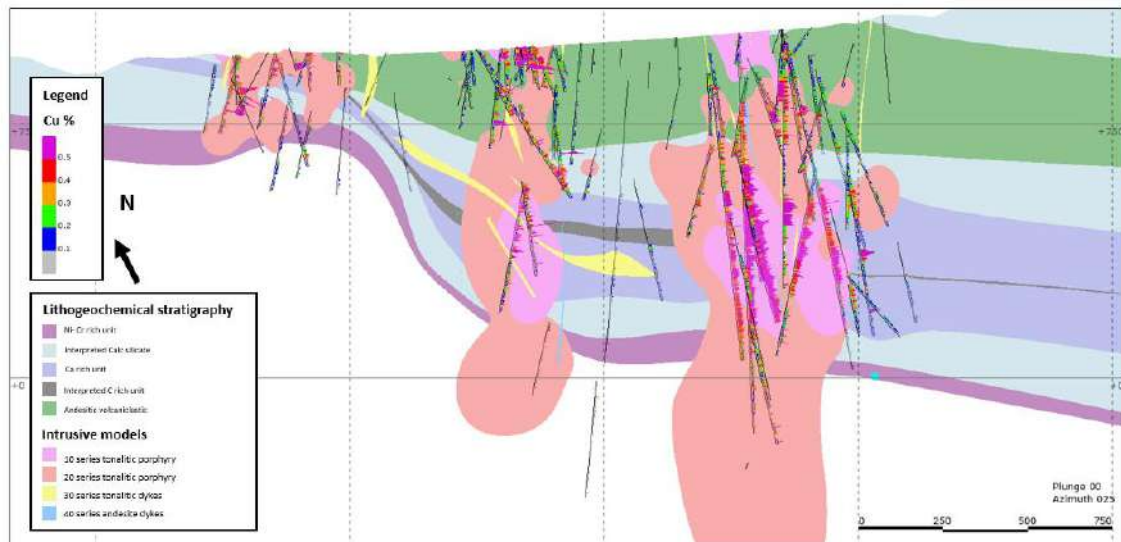 Legend
Cu %
0.5
0.4
0.3
0.2
0.1
N
Lithogeochemical stratigraphy
Ni-Cr rich unit
Interpreted Calc silicate
Ca rich unit
Interpreted C rich unit
Andesitic volcaniclastic
Intrusive models
10 series tonalitic porphyry
20 series tonalitic porphyry
30 series tonalitic dykes
40 series andesite dykes
+0
Plunge 00
Azimuth 025
0 250 500 750